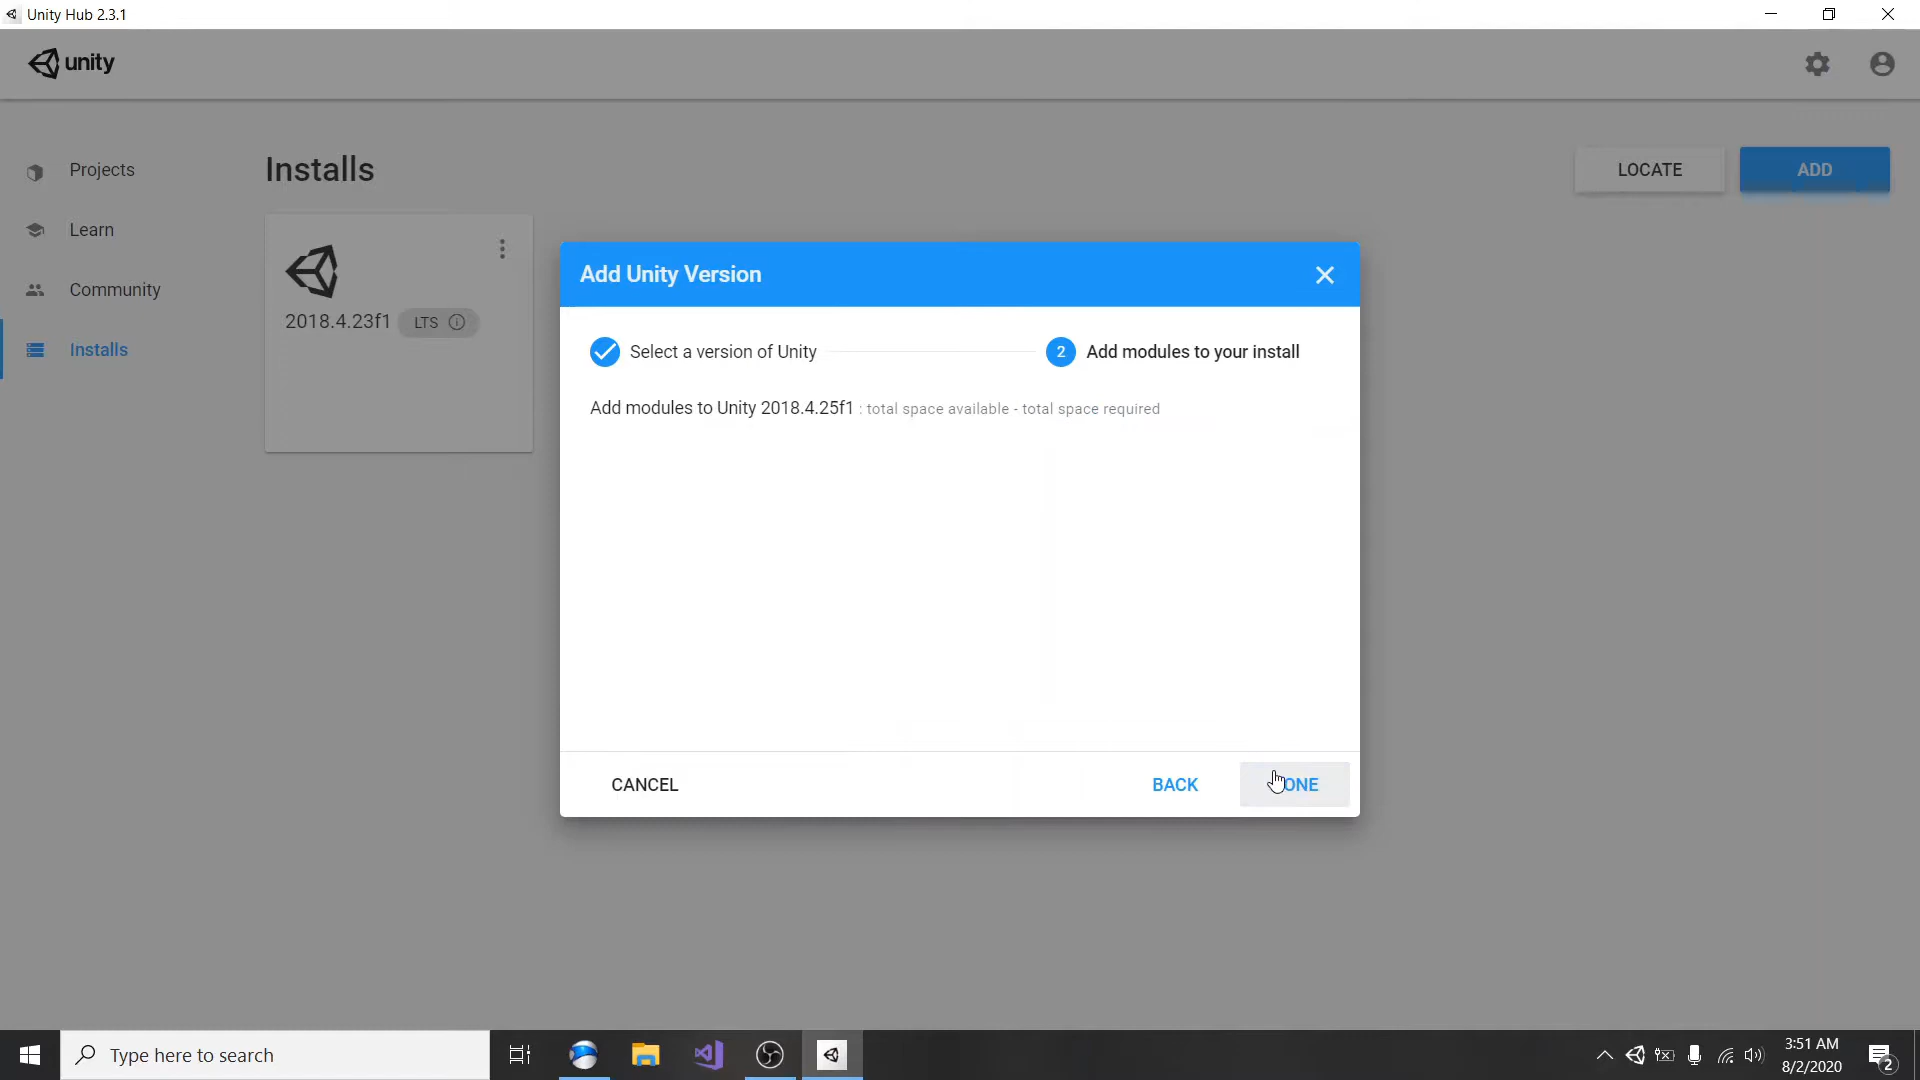 Unity Hub 2.3.1
unity
Projects
Learn
Community
Installs
Installs
LOCATE
ADD
2018.4.23f1
LTS
Add Unity Version
Select a version of Unity
2
Add modules to your install
Add modules to Unity 2018.4.25f1 : total space available - total space required
CANCEL
BACK
ONE
Type here to search
3:51 AM
8/2/2020
2